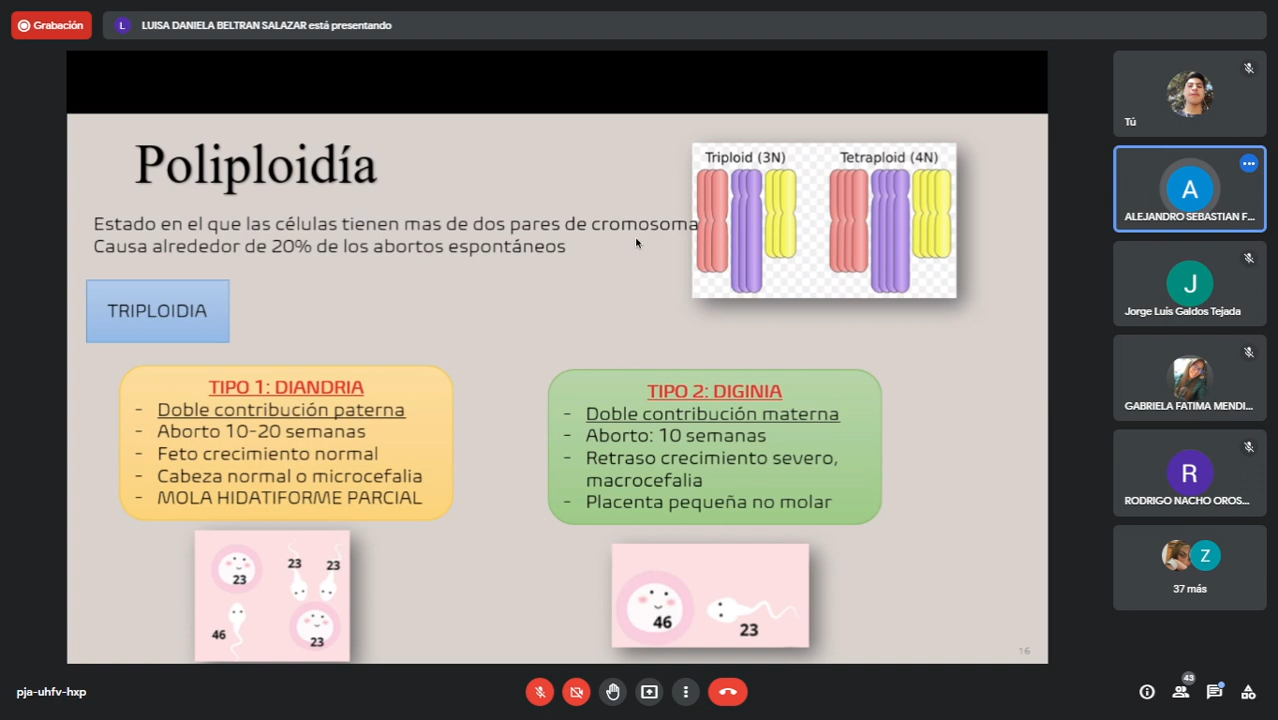 Grabación
L
LUISA DANIELA BELTRAN SALAZAR está presentando
Poliploidía
Estado en el que las células tienen mas de dos pares de cromosoma
Causa alrededor de 20% de los abortos espontáneos
Triploid (3N)
Tetraploid (4N)
TRIPLOIDIA
TIPO 1: DIANDRIA
- Doble contribución paterna
- Aborto 10-20 semanas
- Feto crecimiento normal
- Cabeza normal o microcefalia
- MOLA HIDATIFORME PARCIAL
TIPO 2: DIGINIA
- Doble contribución materna
- Aborto: 10 semanas
- Retraso crecimiento severo,
macrocefalia
- Placenta pequeña no molar
23
23 23
46
23
46
23
16
Tú
A
ALEJANDRO SEBASTIAN F...
J
Jorge Luis Galdos Tejada
GABRIELA FATIMA MENDI...
R
RODRIGO NACHO OROS...
Z
37 más
pja-uhfv-hxp
43